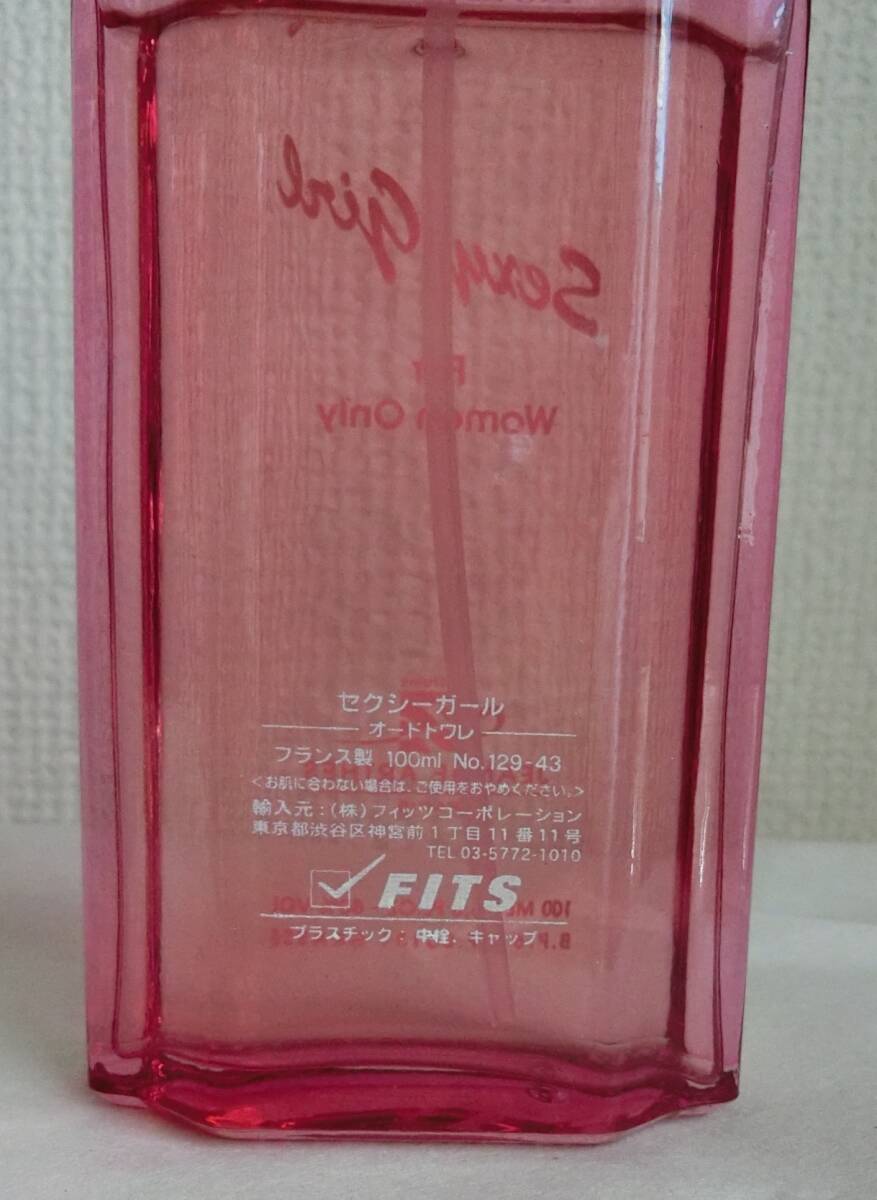 Sexy Girl
For
Women Only
セクシーガール
オードトワレ
フランス製 100ml No.129-43
<お肌に合わない場合は、ご使用をおやめください。>
輸入元:(株)フィッツコーポレーション
東京都渋谷区神宮前1丁目11番11号
TEL 03-5772-1010
FITS
プラスチック:中栓、キャップ